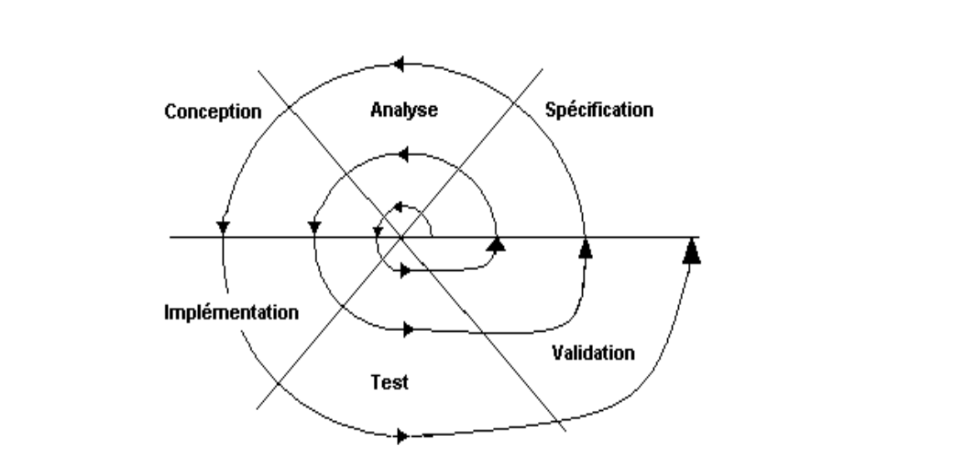 Conception
Analyse
Spécification
Implémentation
Validation
Test